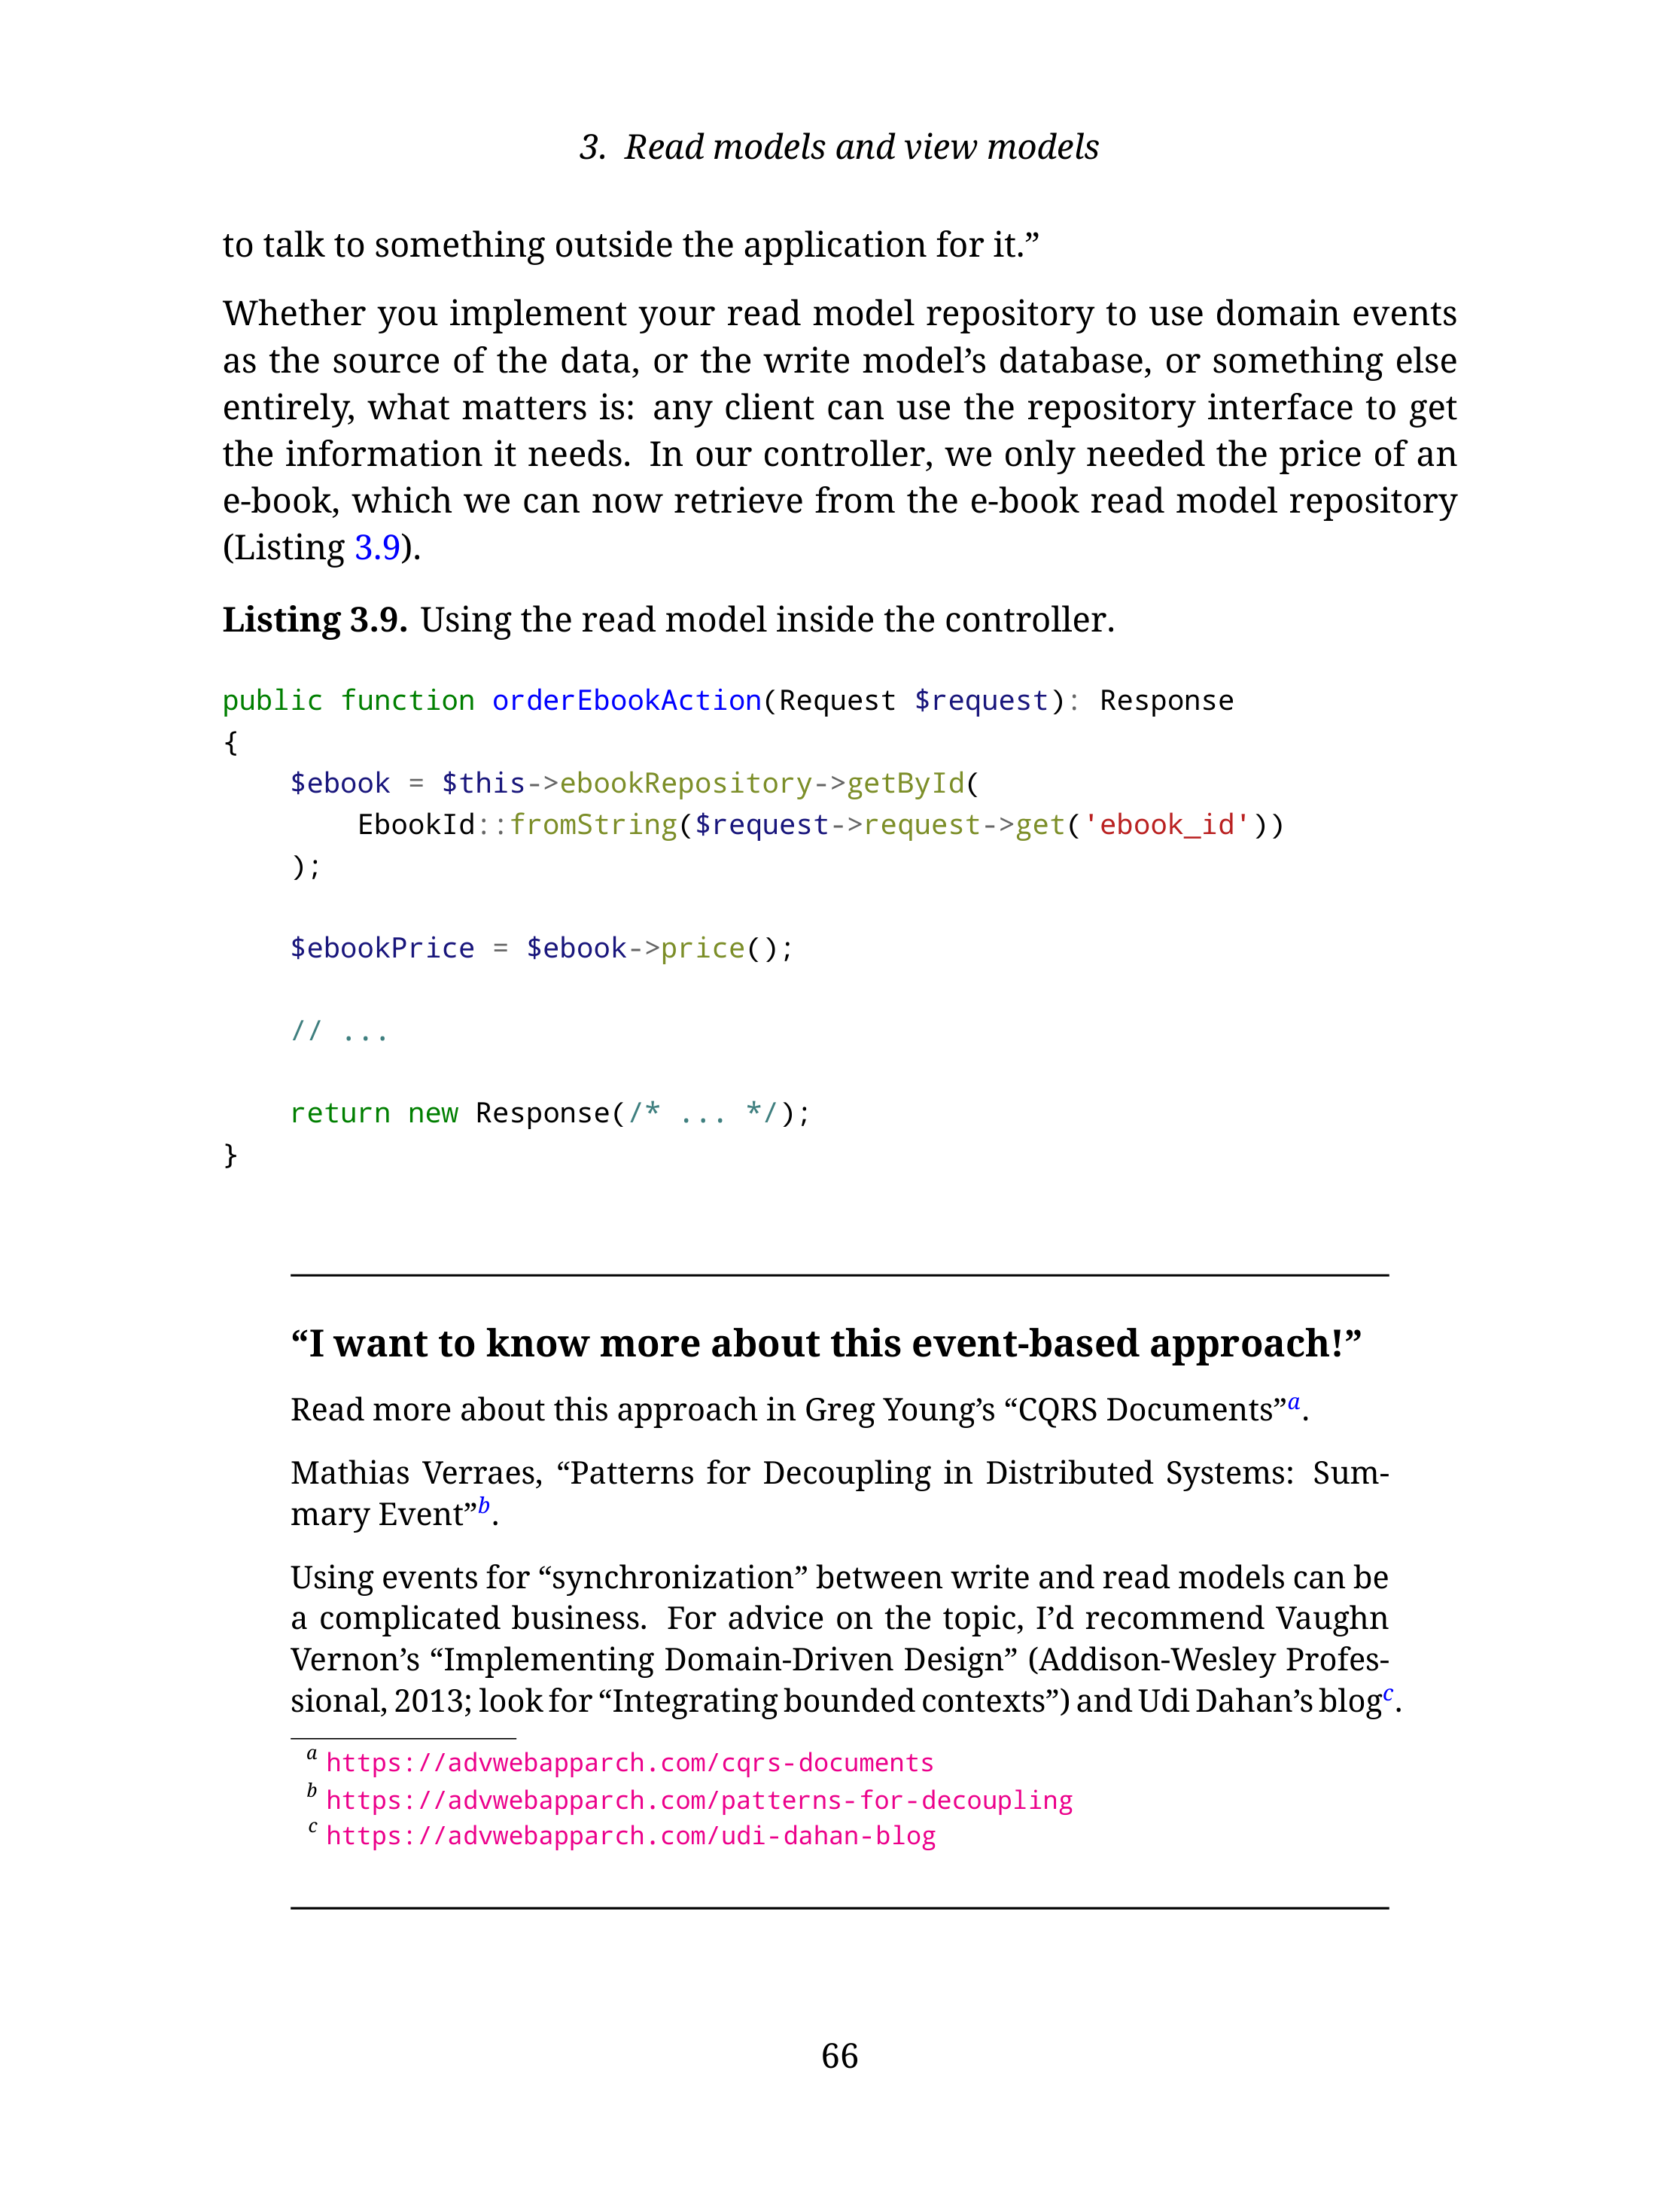 3. Read models and view models
to talk to something outside the application for it.”
Whether you implement your read model repository to use domain events
as the source of the data, or the write model’s database, or something else
entirely, what matters is: any client can use the repository interface to get
the information it needs. In our controller, we only needed the price of an
e-book, which we can now retrieve from the e-book read model repository
(Listing 3.9).
Listing 3.9. Using the read model inside the controller.
public function orderEbookAction(Request $request): Response
{
    $ebook = $this->ebookRepository->getById(
        EbookId::fromString($request->request->get('ebook_id'))
    );
    $ebookPrice = $ebook->price();
    // ...
    return new Response(/* ... */);
}
“I want to know more about this event-based approach!”
Read more about this approach in Greg Young’s “CQRS Documents”a.
Mathias Verraes, “Patterns for Decoupling in Distributed Systems: Sum-
mary Event”b.
Using events for “synchronization” between write and read models can be
a complicated business. For advice on the topic, I’d recommend Vaughn
Vernon’s “Implementing Domain-Driven Design” (Addison-Wesley Profes-
sional, 2013; look for “Integrating bounded contexts”) and Udi Dahan’s blogc.
a https://advwebapparch.com/cqrs-documents
b https://advwebapparch.com/patterns-for-decoupling
c https://advwebapparch.com/udi-dahan-blog
66